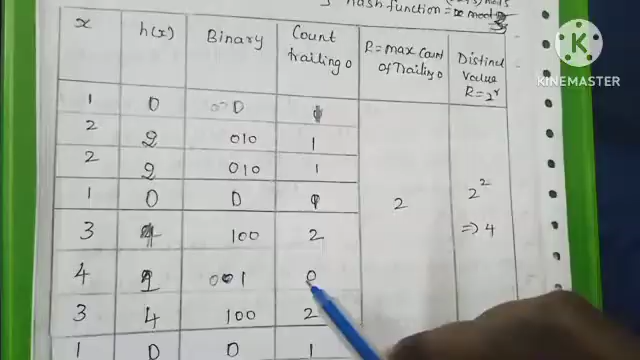 hash function = x mod 5
x h(x) Binary Count trailing 0 R = max Count of Trailing 0 Distinct value R = 2^r
KINEMASTER
1 0 0
2 2 010 1
2 2 010 1
1 0 0
3 4 100 2 2 2^2 => 4
4 001 0
3 4 100 2
1 0 0 1